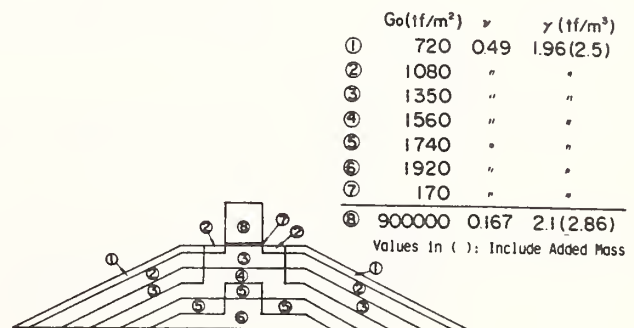 Go(tf/m²) ν γ(tf/m³)
① 720 0.49 1.96(2.5)
② 1080 〃 〃
③ 1350 〃 〃
④ 1560 〃 〃
⑤ 1740 〃 〃
⑥ 1920 〃 〃
⑦ 170 〃 〃
⑧ 900000 0.167 2.1(2.86)
Values in ( ): Include Added Mass
⑧
② ⑦ ②
① ③ ①
② ④ ②
③ ⑤ ③
⑤ ⑥ ⑤